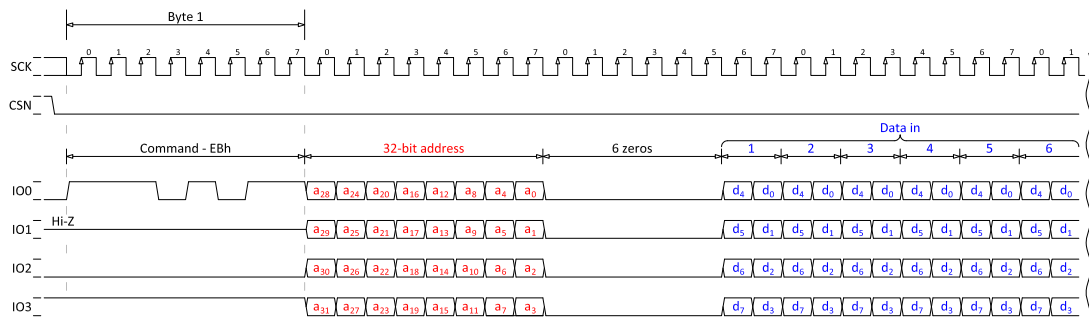 Byte 1
0 1 2 3 4 5 6 7 0 1 2 3 4 5 6 7 0 1 2 3 4 5 6 7 0 1 2 3 4 5 6 7 0 1
SCK
CSN
Data in
Command - EBh 32-bit address 6 zeros 1 2 3 4 5 6
IO0 a28 a24 a20 a16 a12 a8 a4 a0 d4 d0 d4 d0 d4 d0 d4 d0 d4 d0 d4 d0
Hi-Z
IO1 a29 a25 a21 a17 a13 a9 a5 a1 d5 d1 d5 d1 d5 d1 d5 d1 d5 d1 d5 d1
IO2 a30 a26 a22 a18 a14 a10 a6 a2 d6 d2 d6 d2 d6 d2 d6 d2 d6 d2 d6 d2
IO3 a31 a27 a23 a19 a15 a11 a7 a3 d7 d3 d7 d3 d7 d3 d7 d3 d7 d3 d7 d3